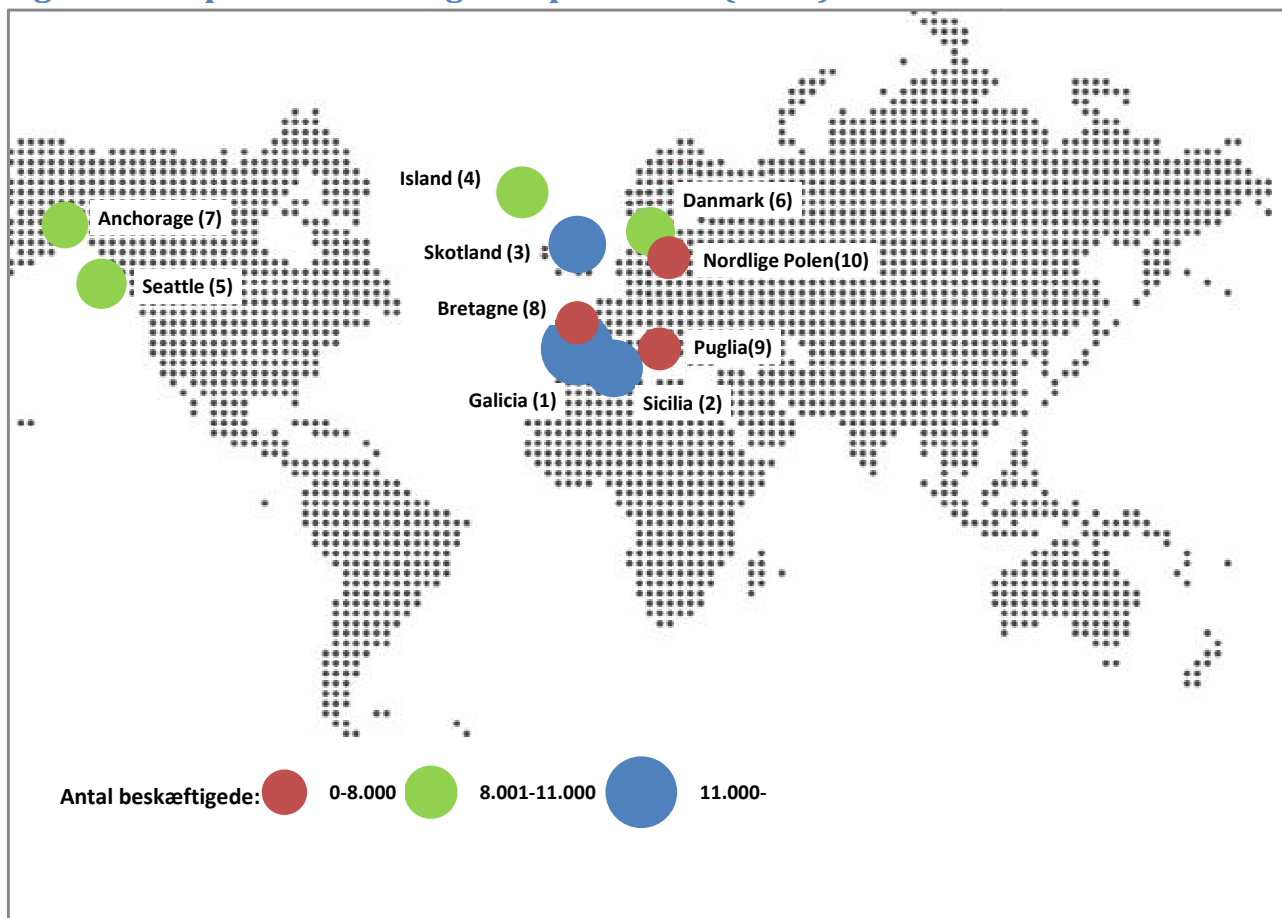 Island (4)
Danmark (6)
Anchorage (7)
Skotland (3)
Nordlige Polen(10)
Seattle (5)
Bretagne (8)
Puglia(9)
Galicia (1)
Sicilia (2)
Antal beskæftigede:
0-8.000
8.001-11.000
11.000-